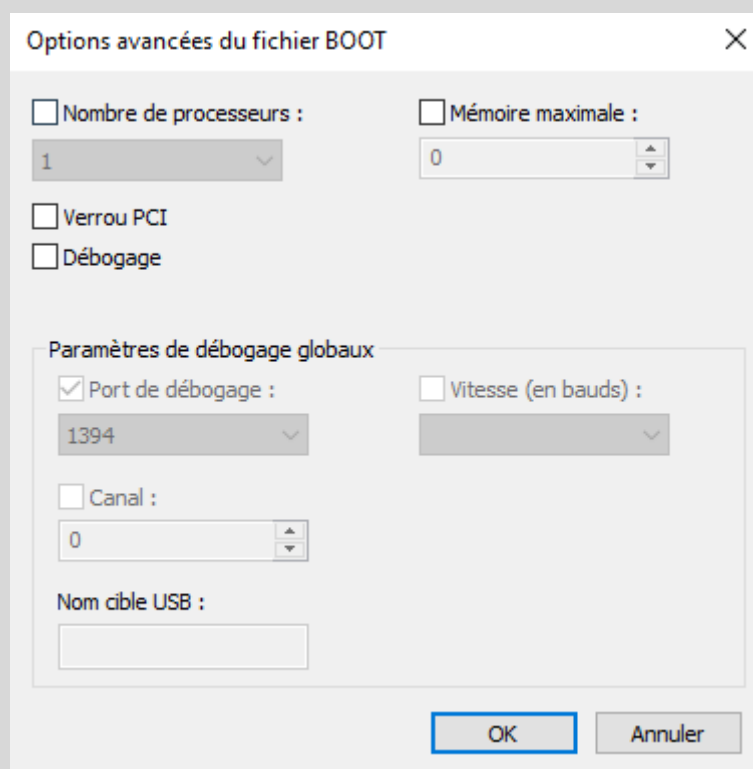 Options avancées du fichier BOOT
Nombre de processeurs :
Mémoire maximale :
1
0
Verrou PCI
Débogage
Paramètres de débogage globaux
Port de débogage :
Vitesse (en bauds) :
1394
Canal :
0
Nom cible USB :
OK
Annuler